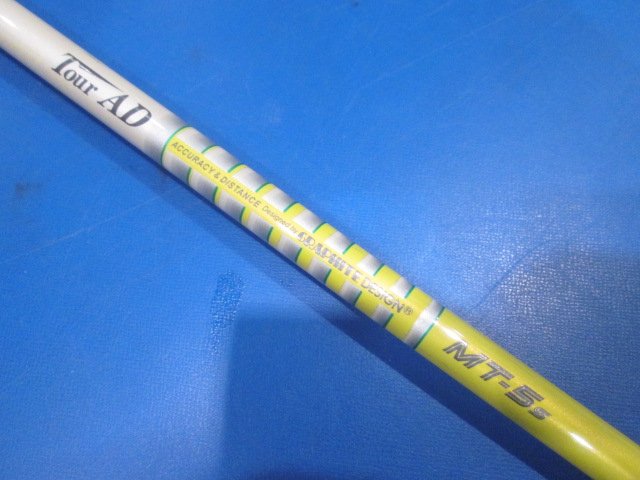 Tour AD
ACCURACY & DISTANCE Designed by GRAPHITE DESIGN®
MT-5s